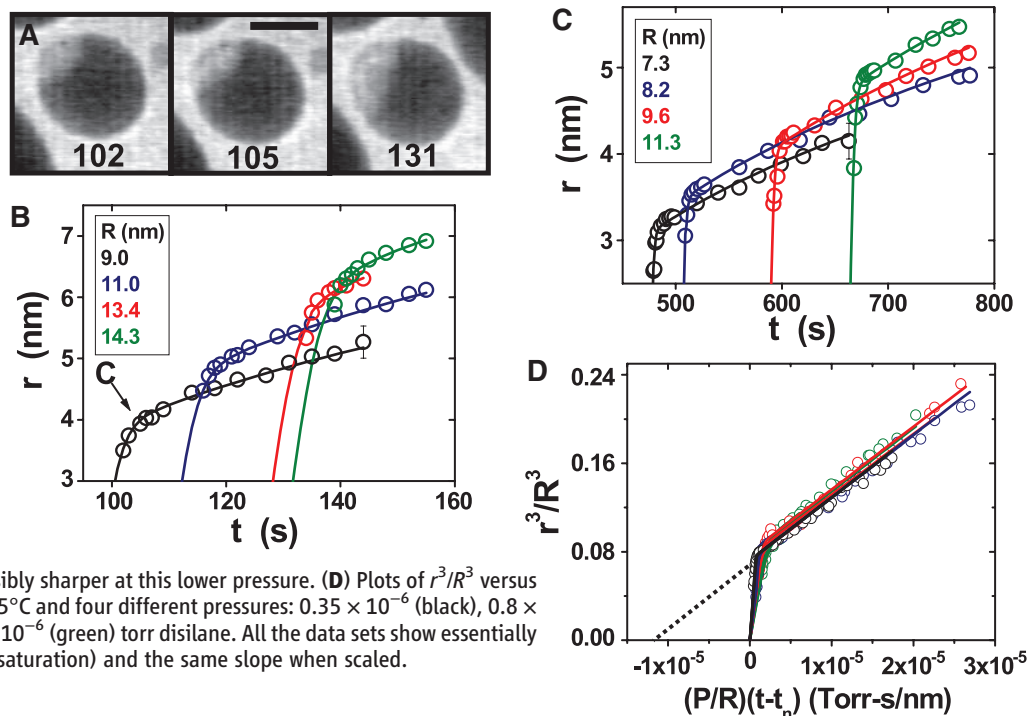 A
102
105
131
B
R (nm)
9.0
11.0
13.4
14.3
C
r (nm)
7
6
5
4
3
100
120
140
160
t (s)
C
R (nm)
7.3
8.2
9.6
11.3
r (nm)
5
4
3
500
600
700
800
t (s)
D
r³/R³
0.24
0.16
0.08
0.00
-1x10⁻⁵
0
1x10⁻⁵
2x10⁻⁵
3x10⁻⁵
(P/R)(t-tₙ) (Torr-s/nm)
sibly sharper at this lower pressure. (D) Plots of r³/R³ versus
5°C and four different pressures: 0.35 × 10⁻⁶ (black), 0.8 ×
10⁻⁶ (green) torr disilane. All the data sets show essentially
saturation) and the same slope when scaled.